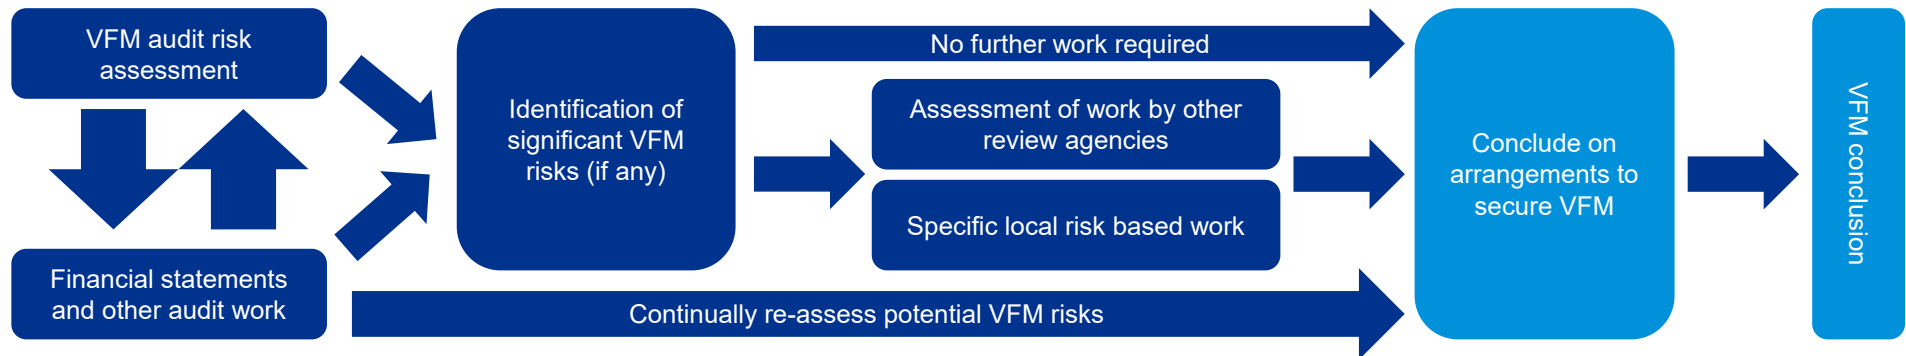 VFM audit risk
assessment
Financial statements
and other audit work
Identification of
significant VFM
risks (if any)
No further work required
Assessment of work by other
review agencies
Specific local risk based work
Continually re-assess potential VFM risks
Conclude on
arrangements to
secure VFM
VFM conclusion